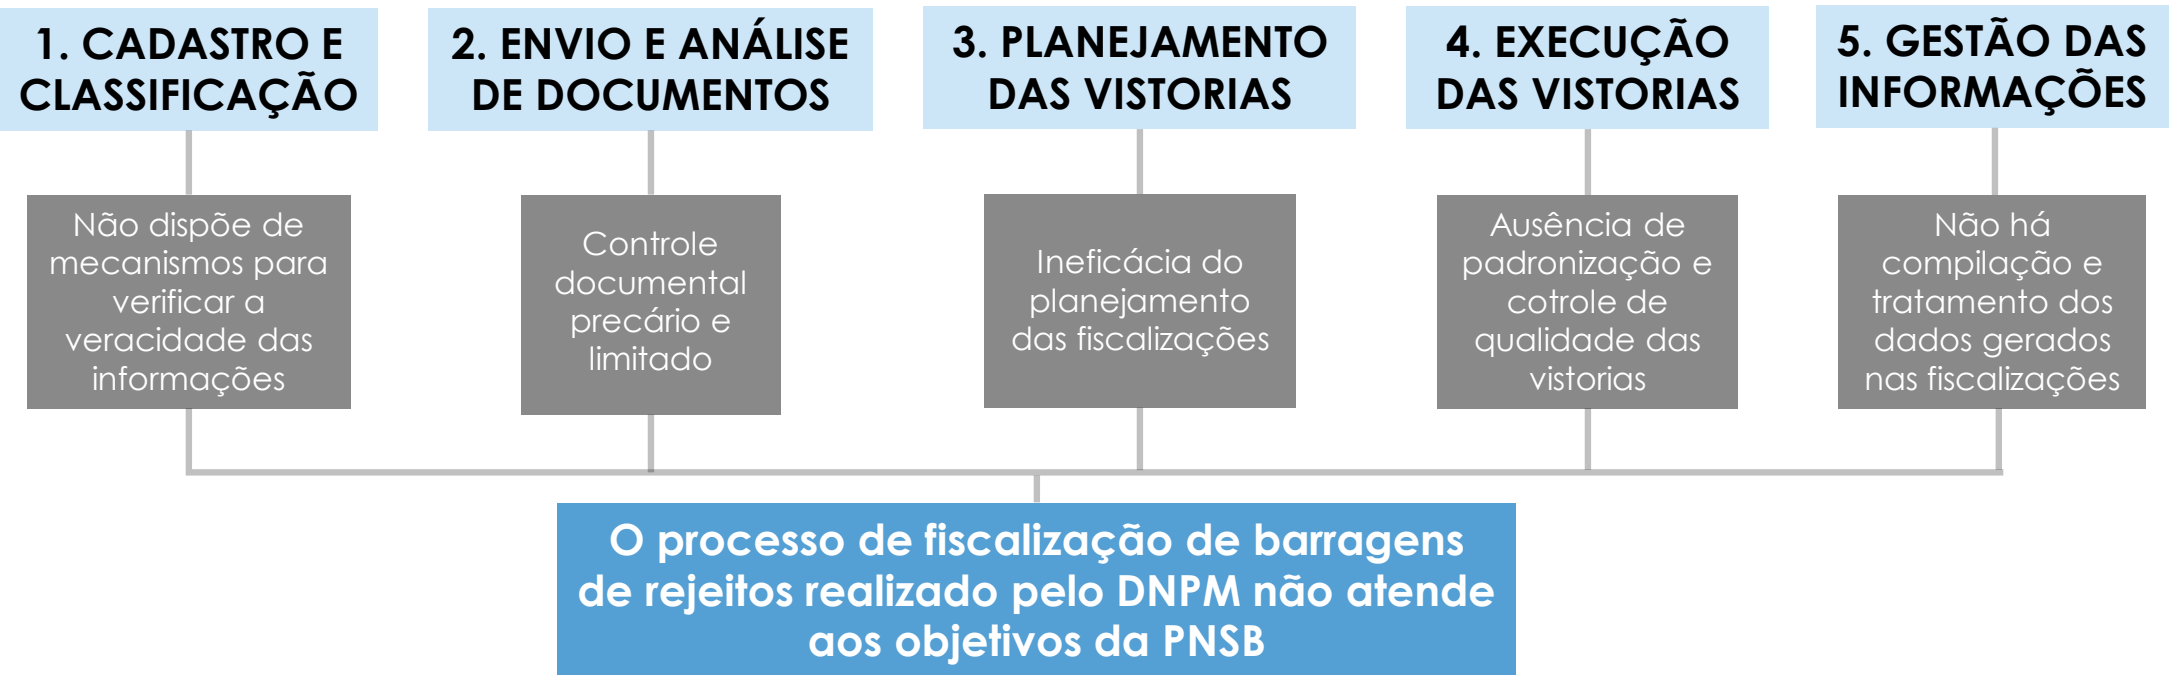 1. CADASTRO E
CLASSIFICAÇÃO
2. ENVIO E ANÁLISE
DE DOCUMENTOS
3. PLANEJAMENTO
DAS VISTORIAS
4. EXECUÇÃO
DAS VISTORIAS
5. GESTÃO DAS
INFORMAÇÕES
Não dispõe de
mecanismos para
verificar a
veracidade das
informações
Controle
documental
precário e
limitado
Ineficácia do
planejamento
das fiscalizações
Ausência de
padronização e
cotrole de
qualidade das
vistorias
Não há
compilação e
tratamento dos
dados gerados
nas fiscalizações
O processo de fiscalização de barragens
de rejeitos realizado pelo DNPM não atende
aos objetivos da PNSB